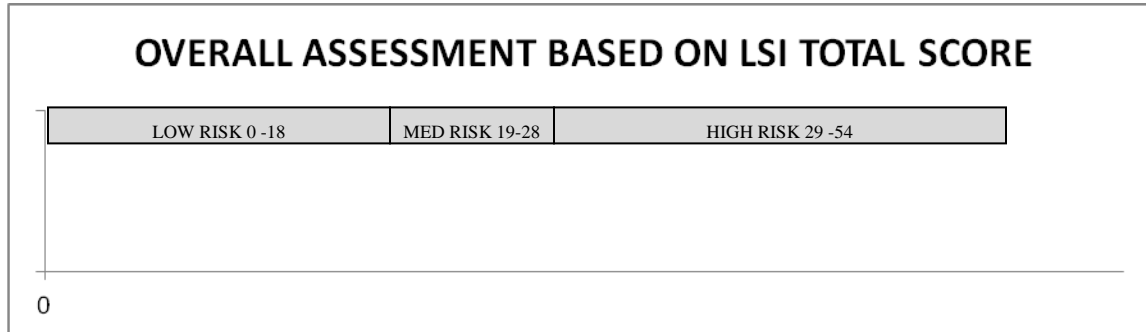 OVERALL ASSESSMENT BASED ON LSI TOTAL SCORE
LOW RISK 0 -18 MED RISK 19-28 HIGH RISK 29 -54
0